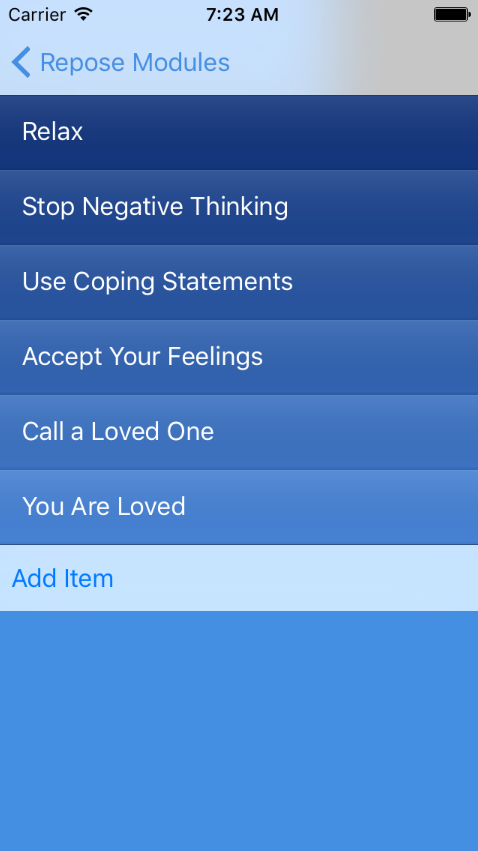 Carrier 7:23 AM
Repose Modules
Relax
Stop Negative Thinking
Use Coping Statements
Accept Your Feelings
Call a Loved One
You Are Loved
Add Item